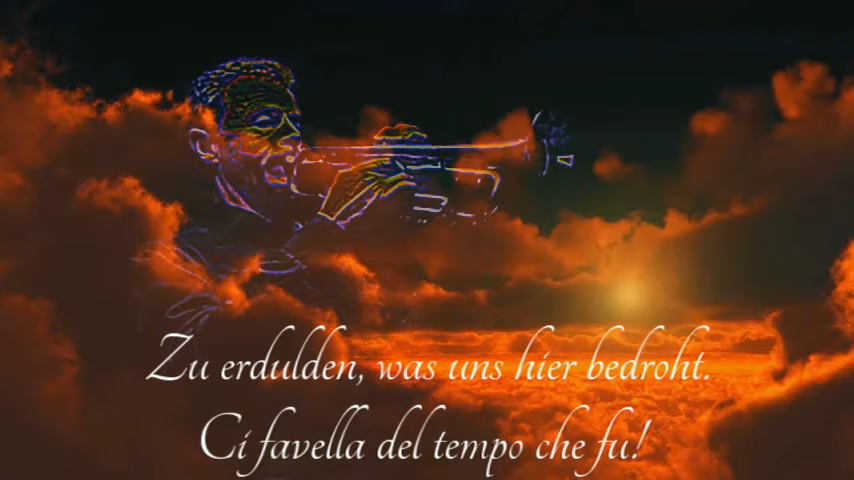 Zu erdulden, was uns hier bedroht.
Ci favella del tempo che fu!